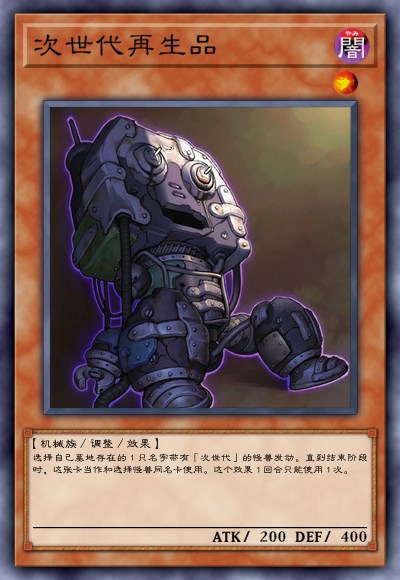 次世代再生品
やみ
闇
【机械族／调整／效果】
选择自己墓地存在的1只名字带有「次世代」的怪兽发动。直到结束阶段
时，这张卡当作和选择怪兽同名卡使用。这个效果1回合只能使用1次。
ATK/ 200 DEF/ 400